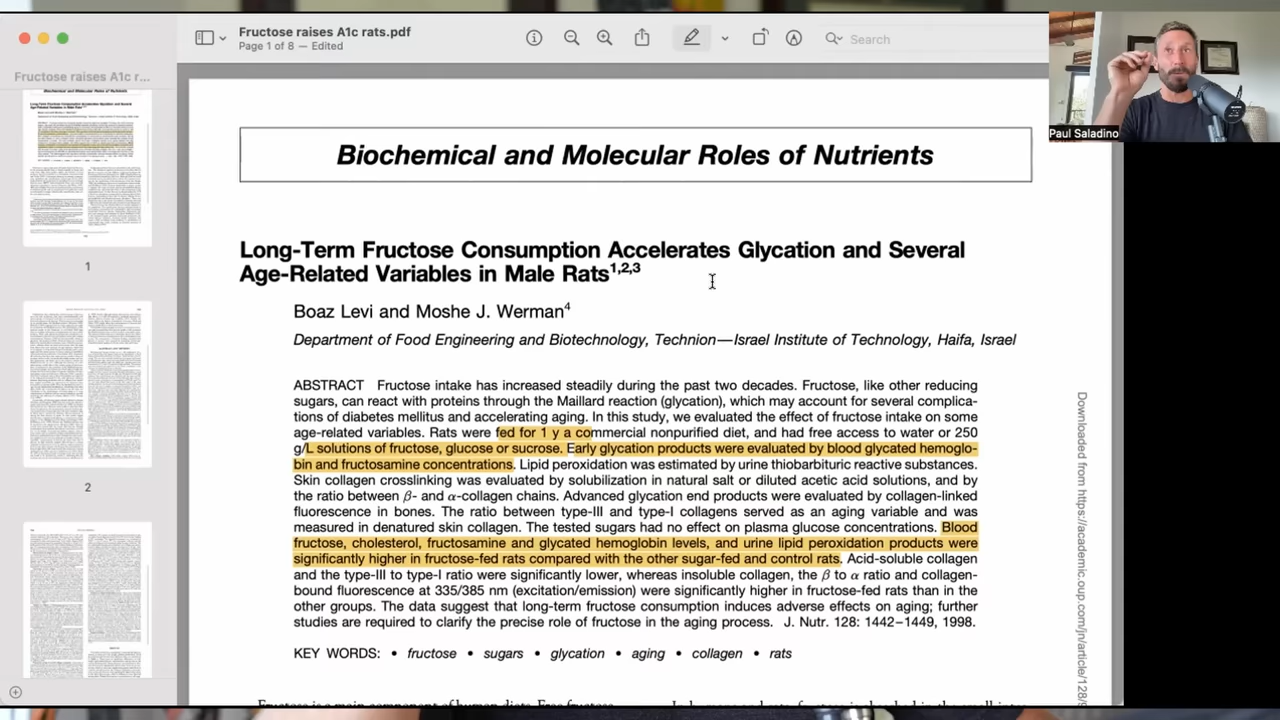 Fructose raises A1c rats.pdf
Page 1 of 8 — Edited
Search
Paul Saladino
Fructose raises A1c r...
1
2
Biochemical and Molecular Roles of Nutrients
Long-Term Fructose Consumption Accelerates Glycation and Several
Age-Related Variables in Male Rats1,2,3
Boaz Levi and Moshe J. Werman4
Department of Food Engineering and Biotechnology, Technion—Israel Institute of Technology, Haifa, Israel
ABSTRACT Fructose intake has increased steadily during the past two decades. Fructose, like other reducing
sugars, can react with proteins through the Maillard reaction (glycation), which may account for several complica-
tions of diabetes mellitus and accelerating aging. In this study, we evaluated the effect of fructose intake on some
age-related variables. Rats were fed for 1 y a commercial nonpurified diet, and had free access to water or 250
g/L solutions of fructose, glucose or sucrose. Early glycation products were evaluated by blood glycated hemoglo-
bin and fructosamine concentrations. Lipid peroxidation was estimated by urine thiobarbituric reactive substances.
Skin collagen crosslinking was evaluated by solubilization in natural salt or diluted acetic acid solutions, and by
the ratio between β- and α-collagen chains. Advanced glycation end products were evaluated by collagen-linked
fluorescence in bones. The ratio between type-III and type-I collagens served as an aging variable and was
measured in denatured skin collagen. The tested sugars had no effect on plasma glucose concentrations. Blood
fructose, cholesterol, fructosamine and glycated hemoglobin levels, and urine lipid peroxidation products were
significantly higher in fructose-fed rats compared with the other sugar-fed and control rats. Acid-soluble collagen
and the type-III to type-I ratio were significantly lower, whereas insoluble collagen, the β to α ratio and collagen-
bound fluorescence at 335/385 nm (excitation/emission) were significantly higher in fructose-fed rats than in the
other groups. The data suggest that long-term fructose consumption induces adverse effects on aging; further
studies are required to clarify the precise role of fructose in the aging process. J. Nutr. 128: 1442–1449, 1998.
KEY WORDS: • fructose • sugars • glycation • aging • collagen • rats
Downloaded from https://academic.oup.com/jn/article/128/9